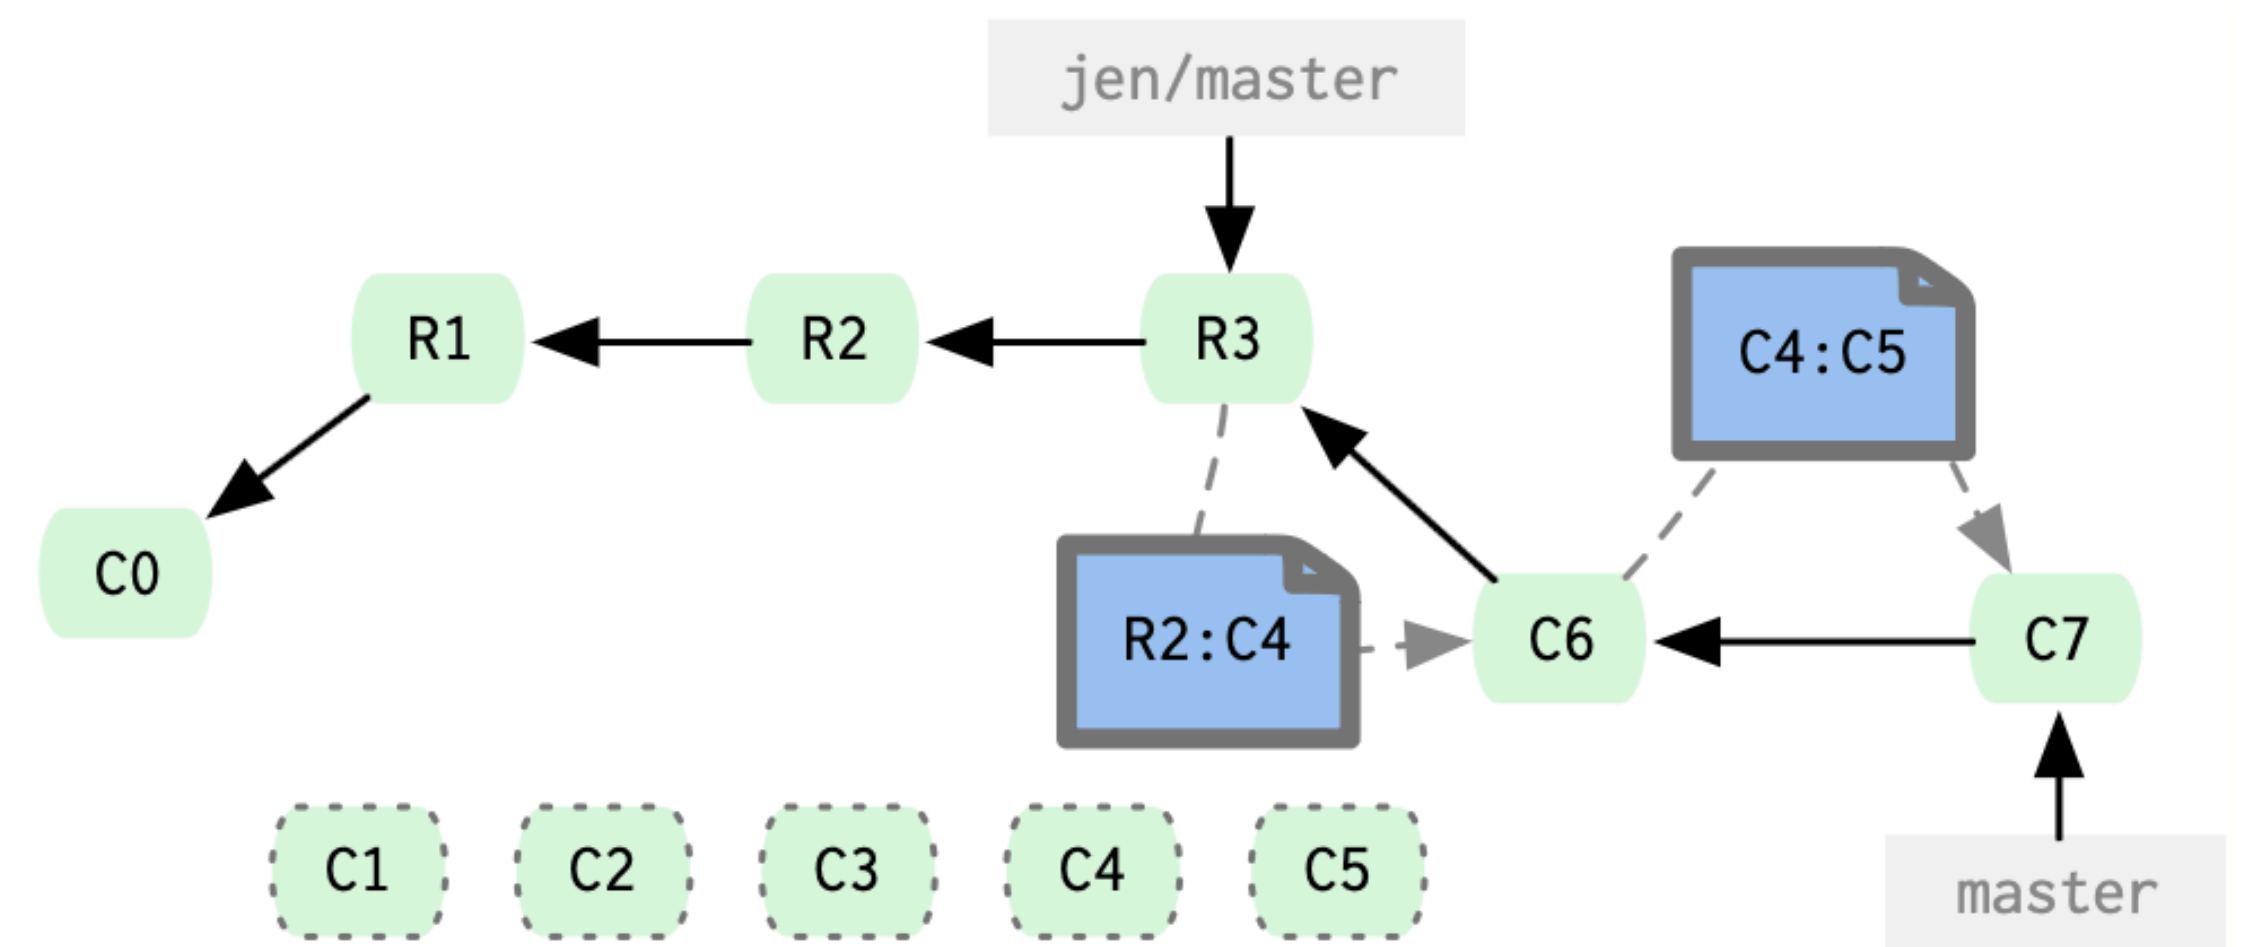 jen/master
R1
R2
R3
C4:C5
C0
R2:C4
C6
C7
C1
C2
C3
C4
C5
master